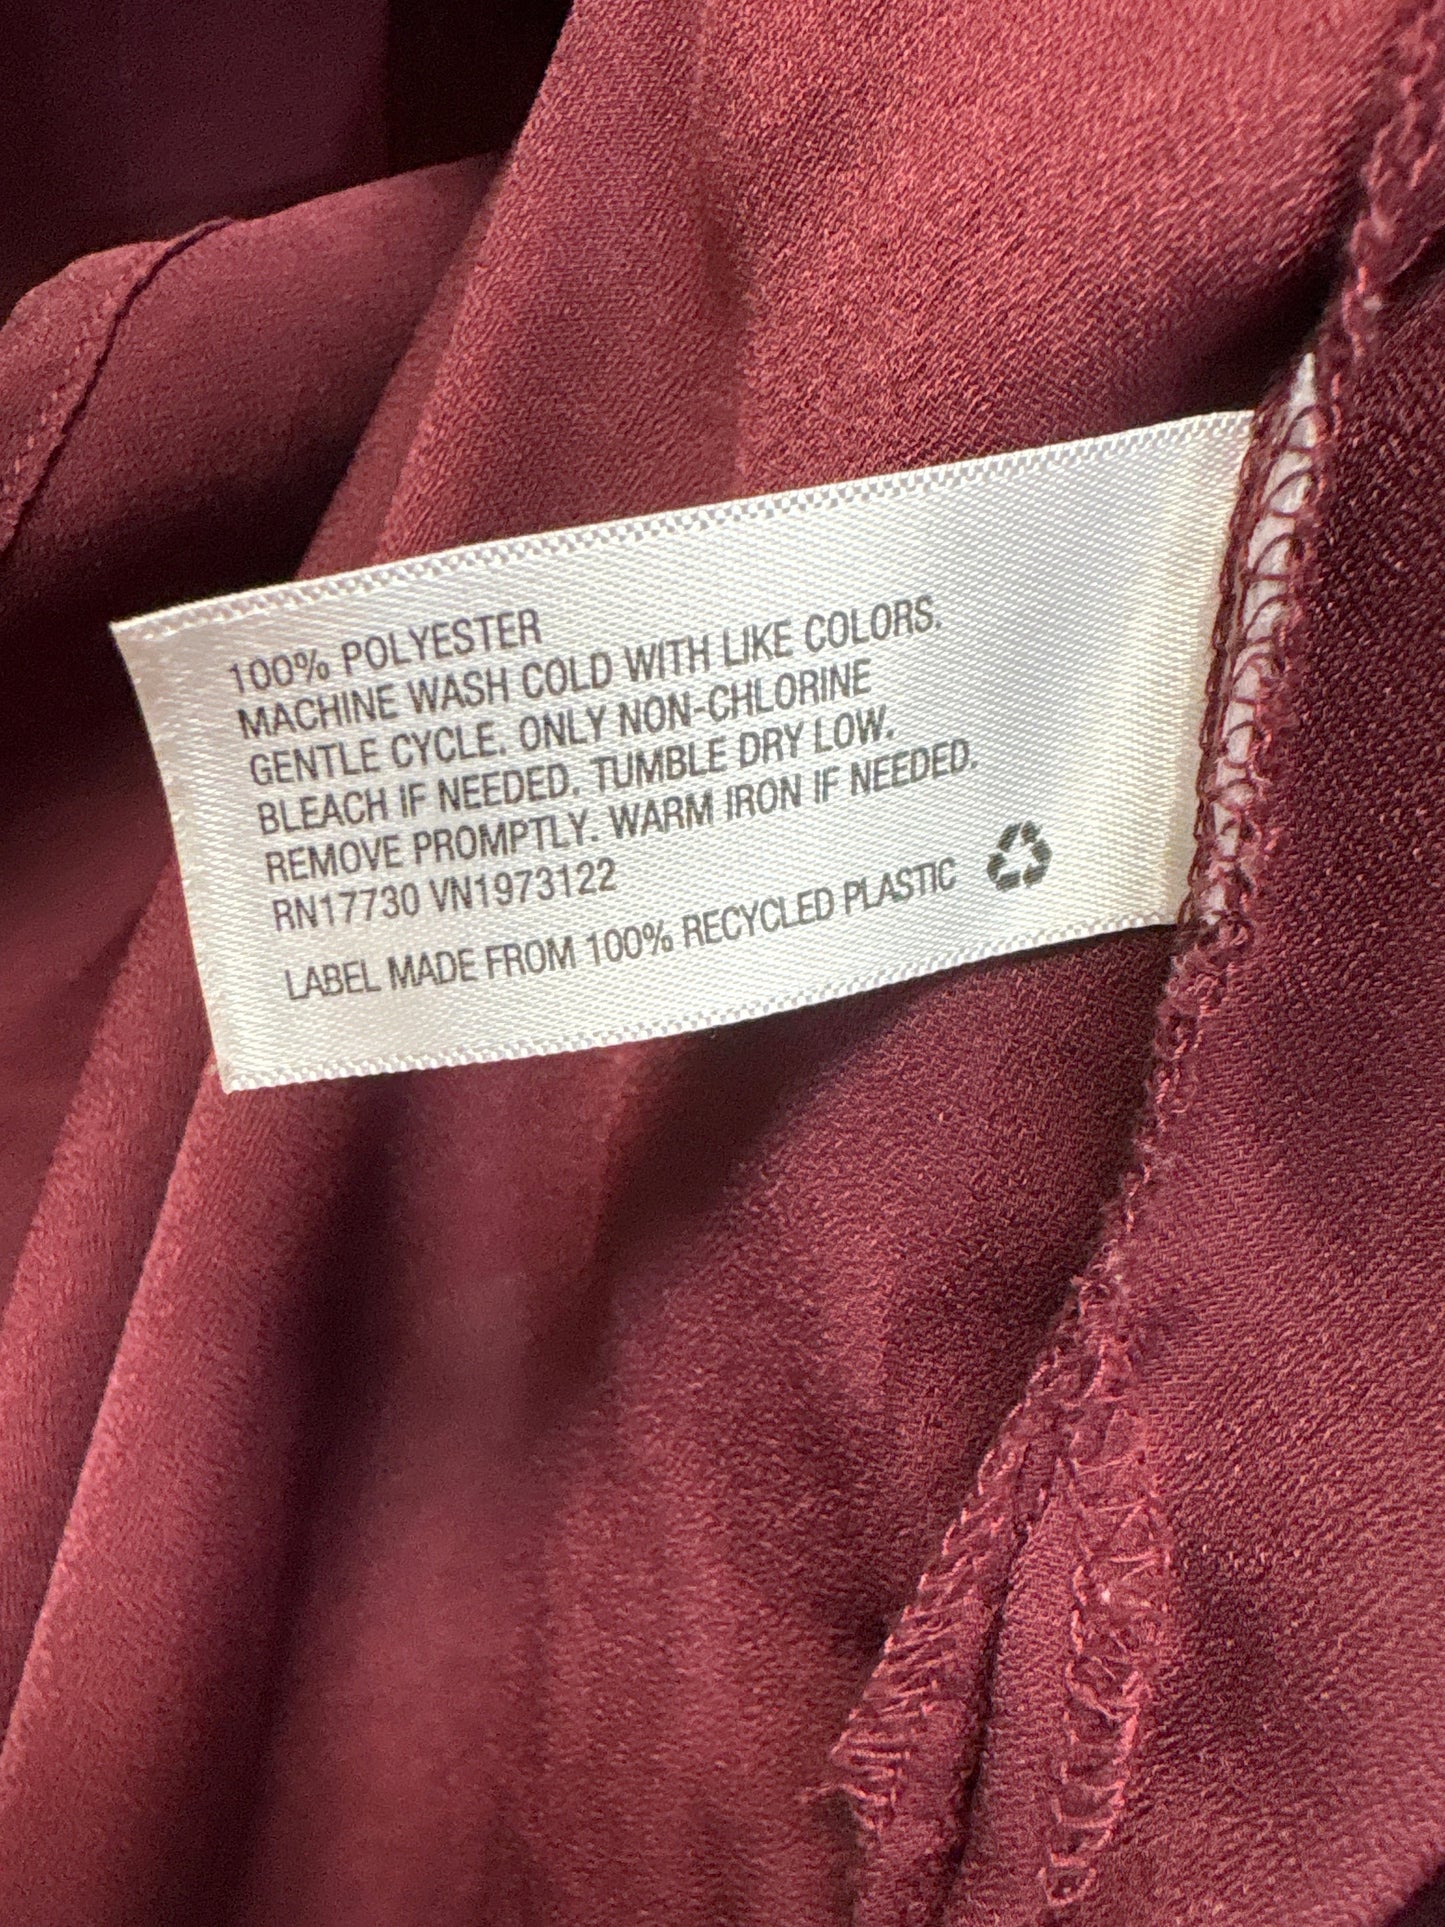 100% POLYESTER
MACHINE WASH COLD WITH LIKE COLORS.
GENTLE CYCLE. ONLY NON-CHLORINE
BLEACH IF NEEDED. TUMBLE DRY LOW.
REMOVE PROMPTLY. WARM IRON IF NEEDED.
RN17730 VN1973122
LABEL MADE FROM 100% RECYCLED PLASTIC